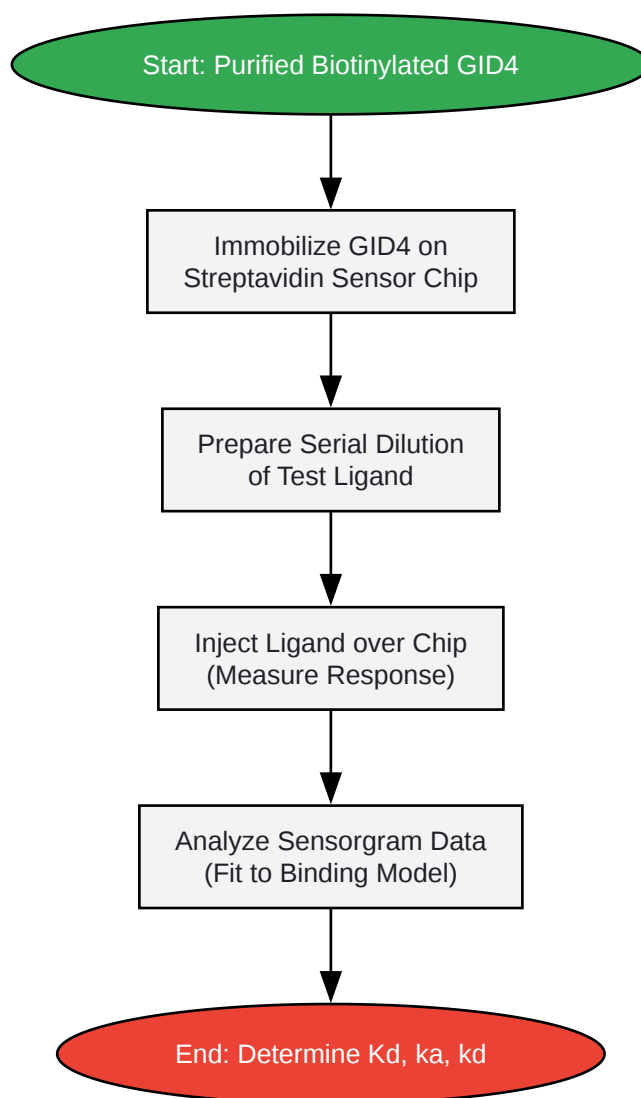 Start: Purified Biotinylated GID4
Immobilize GID4 on
Streptavidin Sensor Chip
Prepare Serial Dilution
of Test Ligand
Inject Ligand over Chip
(Measure Response)
Analyze Sensorgram Data
(Fit to Binding Model)
End: Determine Kd, ka, kd